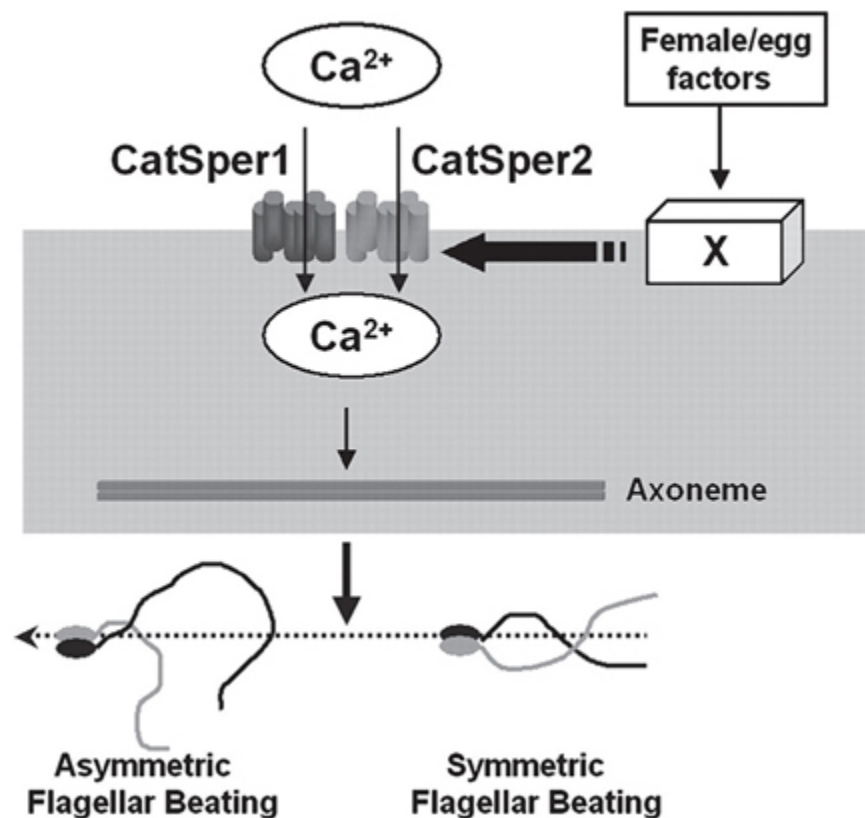 Ca²⁺
Female/egg
factors
CatSper1
CatSper2
X
Ca²⁺
Axoneme
Asymmetric
Flagellar Beating
Symmetric
Flagellar Beating